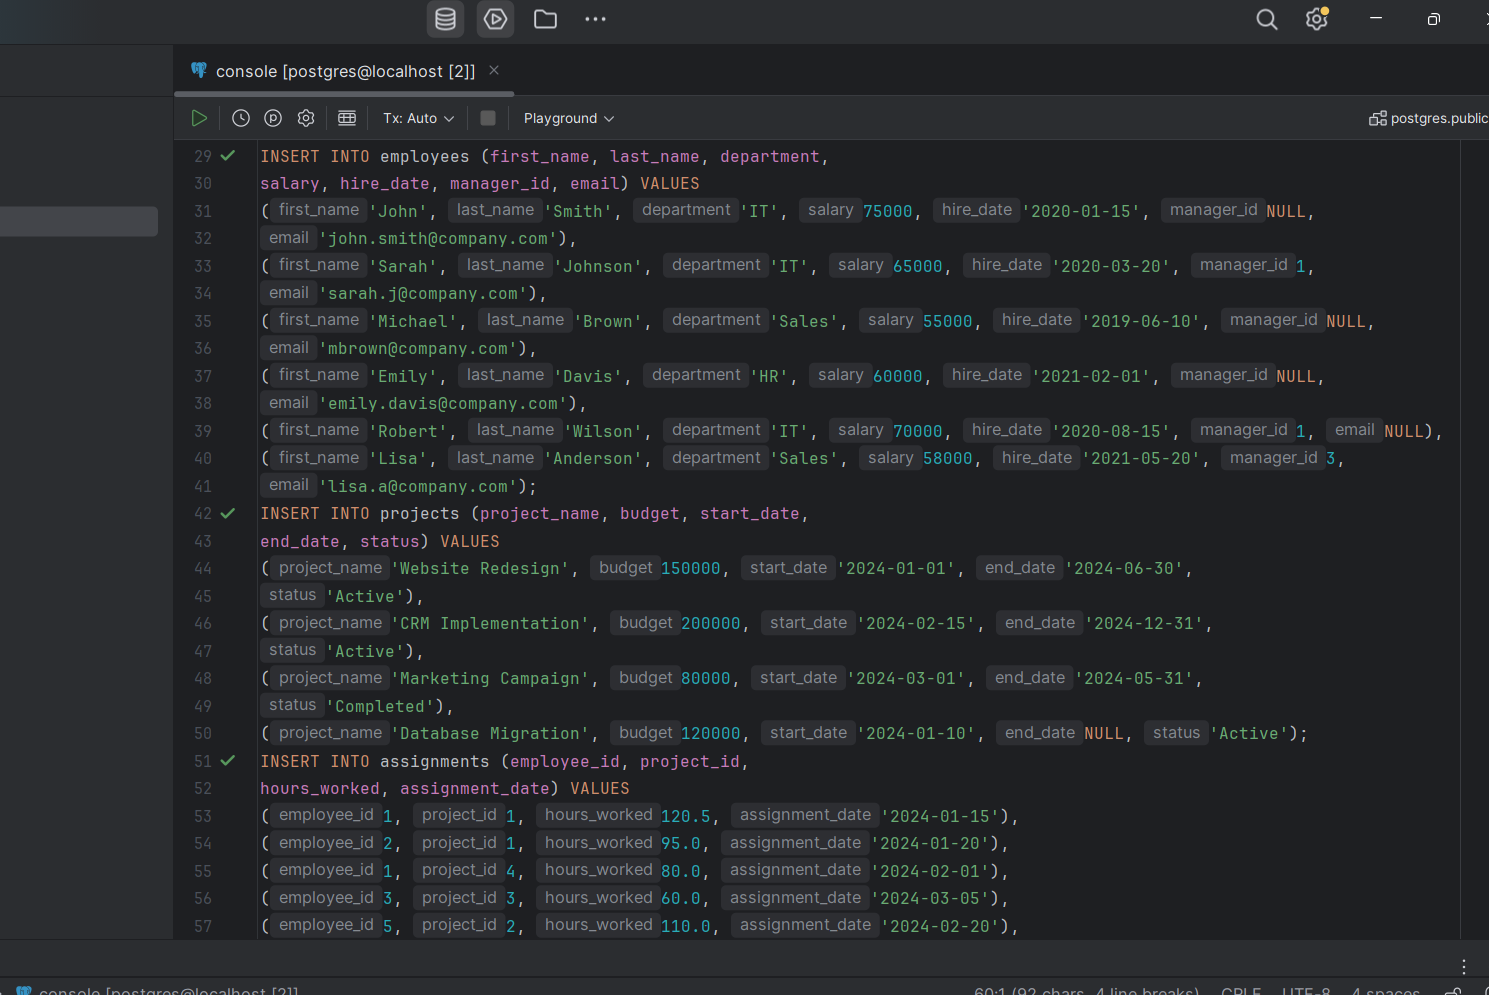 console [postgres@localhost [2]]
Tx: Auto Playground postgres.public
29 INSERT INTO employees (first_name, last_name, department,
30 salary, hire_date, manager_id, email) VALUES
31 ( first_name 'John', last_name 'Smith', department 'IT', salary 75000, hire_date '2020-01-15', manager_id NULL,
32 email 'john.smith@company.com'),
33 ( first_name 'Sarah', last_name 'Johnson', department 'IT', salary 65000, hire_date '2020-03-20', manager_id 1,
34 email 'sarah.j@company.com'),
35 ( first_name 'Michael', last_name 'Brown', department 'Sales', salary 55000, hire_date '2019-06-10', manager_id NULL,
36 email 'mbrown@company.com'),
37 ( first_name 'Emily', last_name 'Davis', department 'HR', salary 60000, hire_date '2021-02-01', manager_id NULL,
38 email 'emily.davis@company.com'),
39 ( first_name 'Robert', last_name 'Wilson', department 'IT', salary 70000, hire_date '2020-08-15', manager_id 1, email NULL),
40 ( first_name 'Lisa', last_name 'Anderson', department 'Sales', salary 58000, hire_date '2021-05-20', manager_id 3,
41 email 'lisa.a@company.com');
42 INSERT INTO projects (project_name, budget, start_date,
43 end_date, status) VALUES
44 ( project_name 'Website Redesign', budget 150000, start_date '2024-01-01', end_date '2024-06-30',
45 status 'Active'),
46 ( project_name 'CRM Implementation', budget 200000, start_date '2024-02-15', end_date '2024-12-31',
47 status 'Active'),
48 ( project_name 'Marketing Campaign', budget 80000, start_date '2024-03-01', end_date '2024-05-31',
49 status 'Completed'),
50 ( project_name 'Database Migration', budget 120000, start_date '2024-01-10', end_date NULL, status 'Active');
51 INSERT INTO assignments (employee_id, project_id,
52 hours_worked, assignment_date) VALUES
53 ( employee_id 1, project_id 1, hours_worked 120.5, assignment_date '2024-01-15'),
54 ( employee_id 2, project_id 1, hours_worked 95.0, assignment_date '2024-01-20'),
55 ( employee_id 1, project_id 4, hours_worked 80.0, assignment_date '2024-02-01'),
56 ( employee_id 3, project_id 3, hours_worked 60.0, assignment_date '2024-03-05'),
57 ( employee_id 5, project_id 2, hours_worked 110.0, assignment_date '2024-02-20'),
console [postgres@localhost [2]] 60:1 (92 chars, 4 line breaks) CRLF UTF-8 4 spaces